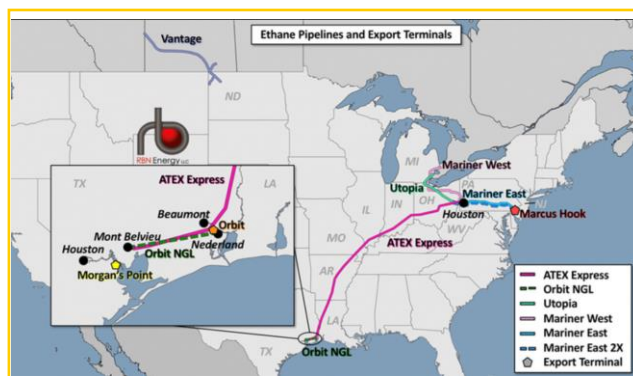 Ethane Pipelines and Export Terminals
Vantage
ND
RBN Energy LLC
MI
Mariner West
TX
ATEX Express
LA
Utopia
PA
Mariner East
NJ
IL
IN
OH
Houston
Marcus Hook
Beaumont
Orbit
Mont Belvieu
Nederland
WV
Houston
Orbit NGL
MO
ATEX Express
Morgan's Point
AR
ATEX Express
Orbit NGL
Utopia
Mariner West
Mariner East
Mariner East 2X
Export Terminal
LA
TX
Orbit NGL